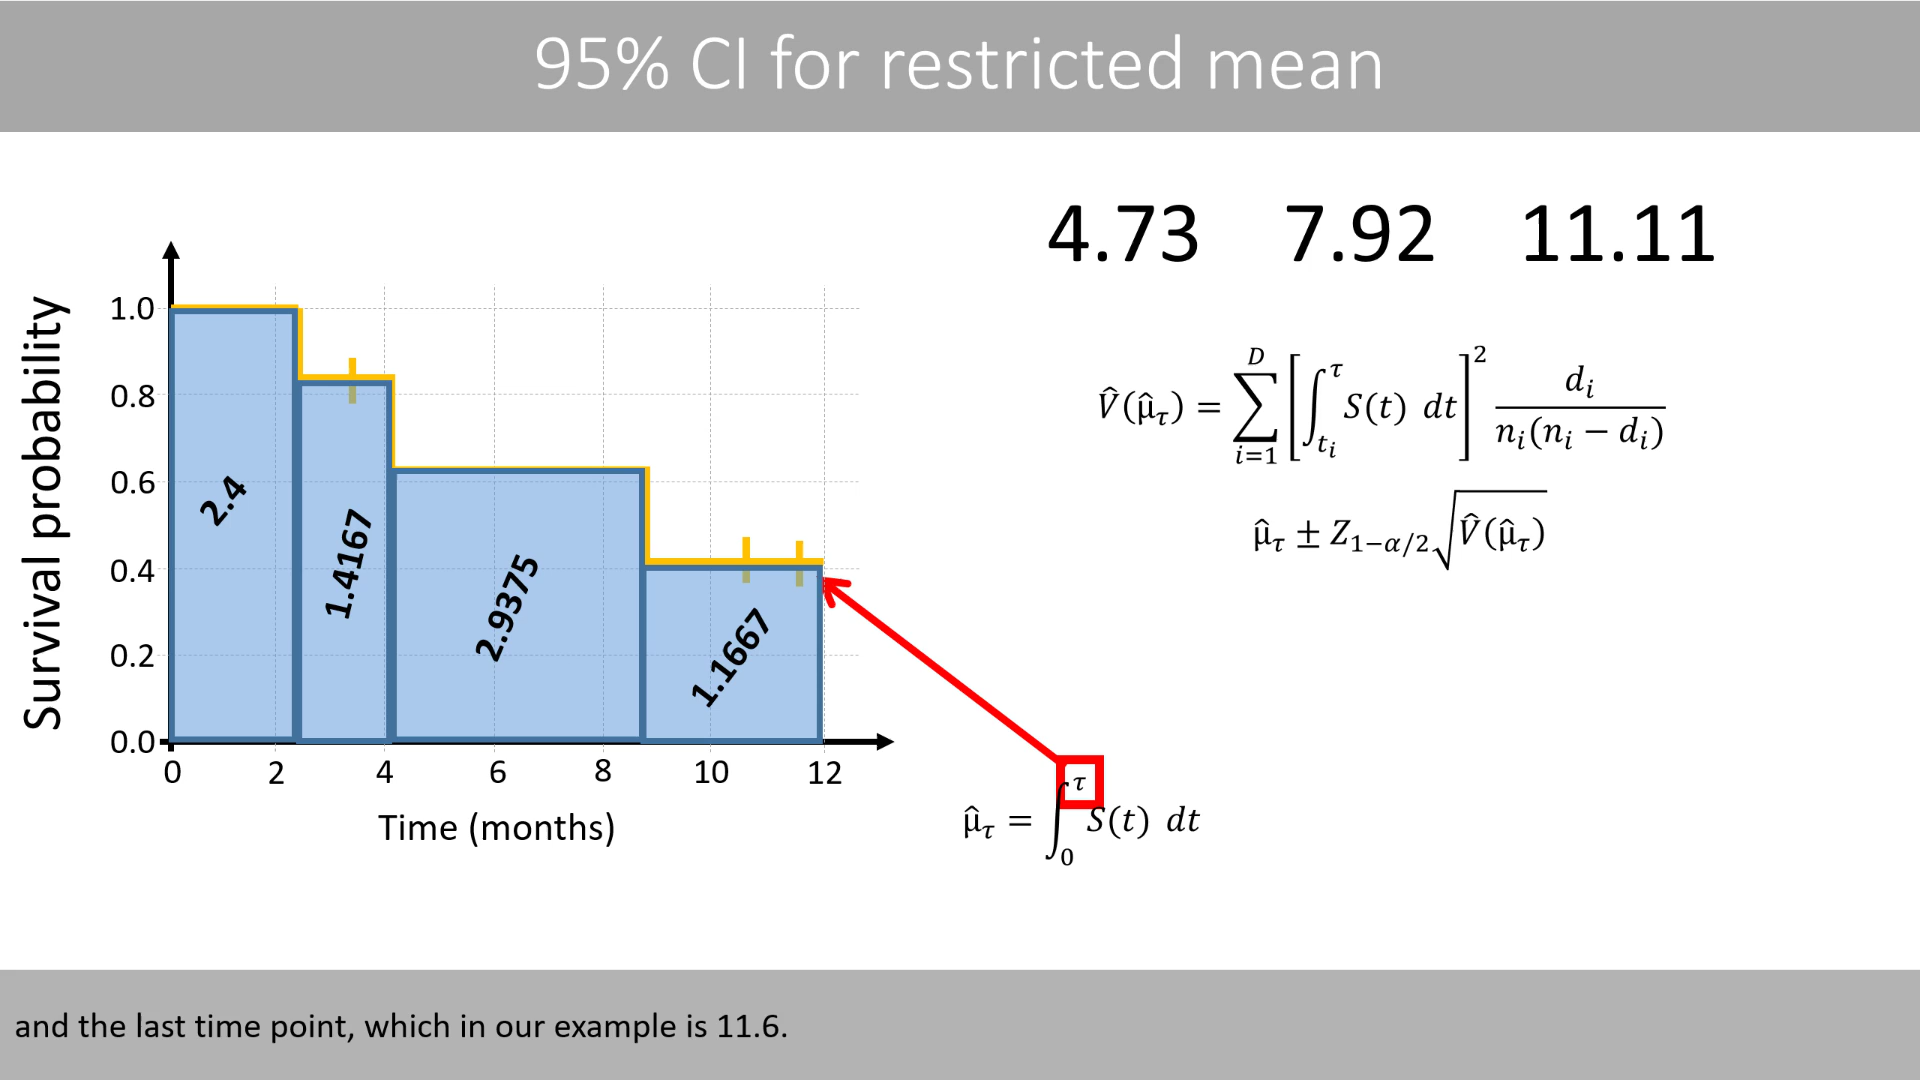 95% CI for restricted mean
4.73 7.92 11.11
V̂(μ̂τ) = ∑ i=1 D [∫ tᵢ τ S(t) dt]² dᵢ / nᵢ(nᵢ − dᵢ)
μ̂τ ± Z₁₋α/₂ √V̂(μ̂τ)
Survival probability
1.0
0.8
0.6
0.4
0.2
0.0
2.4
1.4167
2.9375
1.1667
0 2 4 6 8 10 12
Time (months)
μ̂τ = ∫ 0 τ S(t) dt
and the last time point, which in our example is 11.6.